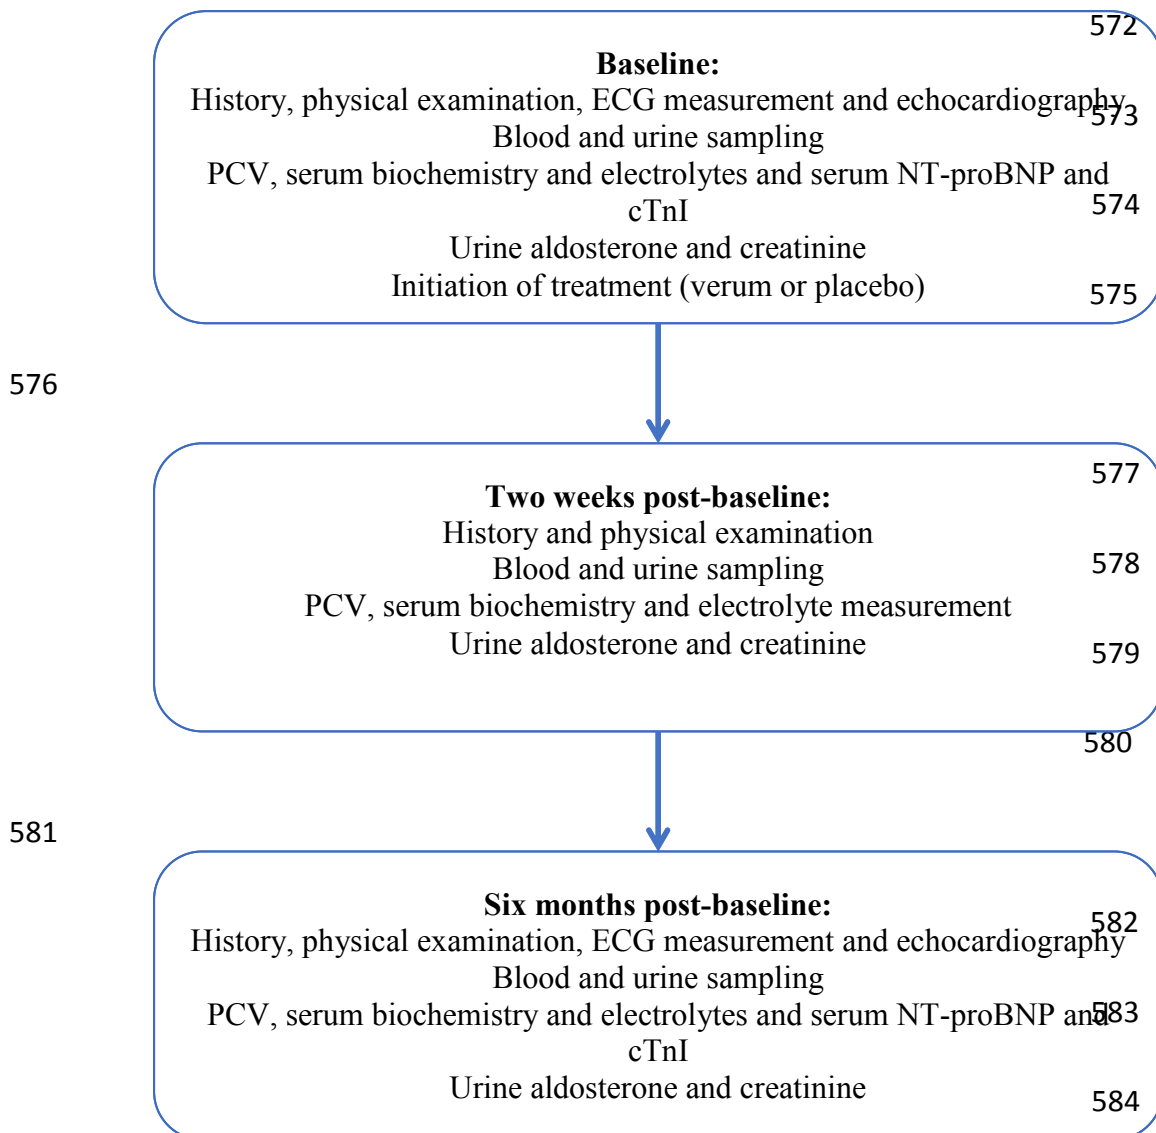 572
Baseline:
History, physical examination, ECG measurement and echocardiography
573
Blood and urine sampling
PCV, serum biochemistry and electrolytes and serum NT-proBNP and
574
cTnI
Urine aldosterone and creatinine
Initiation of treatment (verum or placebo)
575
576
577
Two weeks post-baseline:
History and physical examination
578
Blood and urine sampling
PCV, serum biochemistry and electrolyte measurement
Urine aldosterone and creatinine
579
580
581
Six months post-baseline:
582
History, physical examination, ECG measurement and echocardiography
Blood and urine sampling
PCV, serum biochemistry and electrolytes and serum NT-proBNP and
583
cTnI
Urine aldosterone and creatinine
584